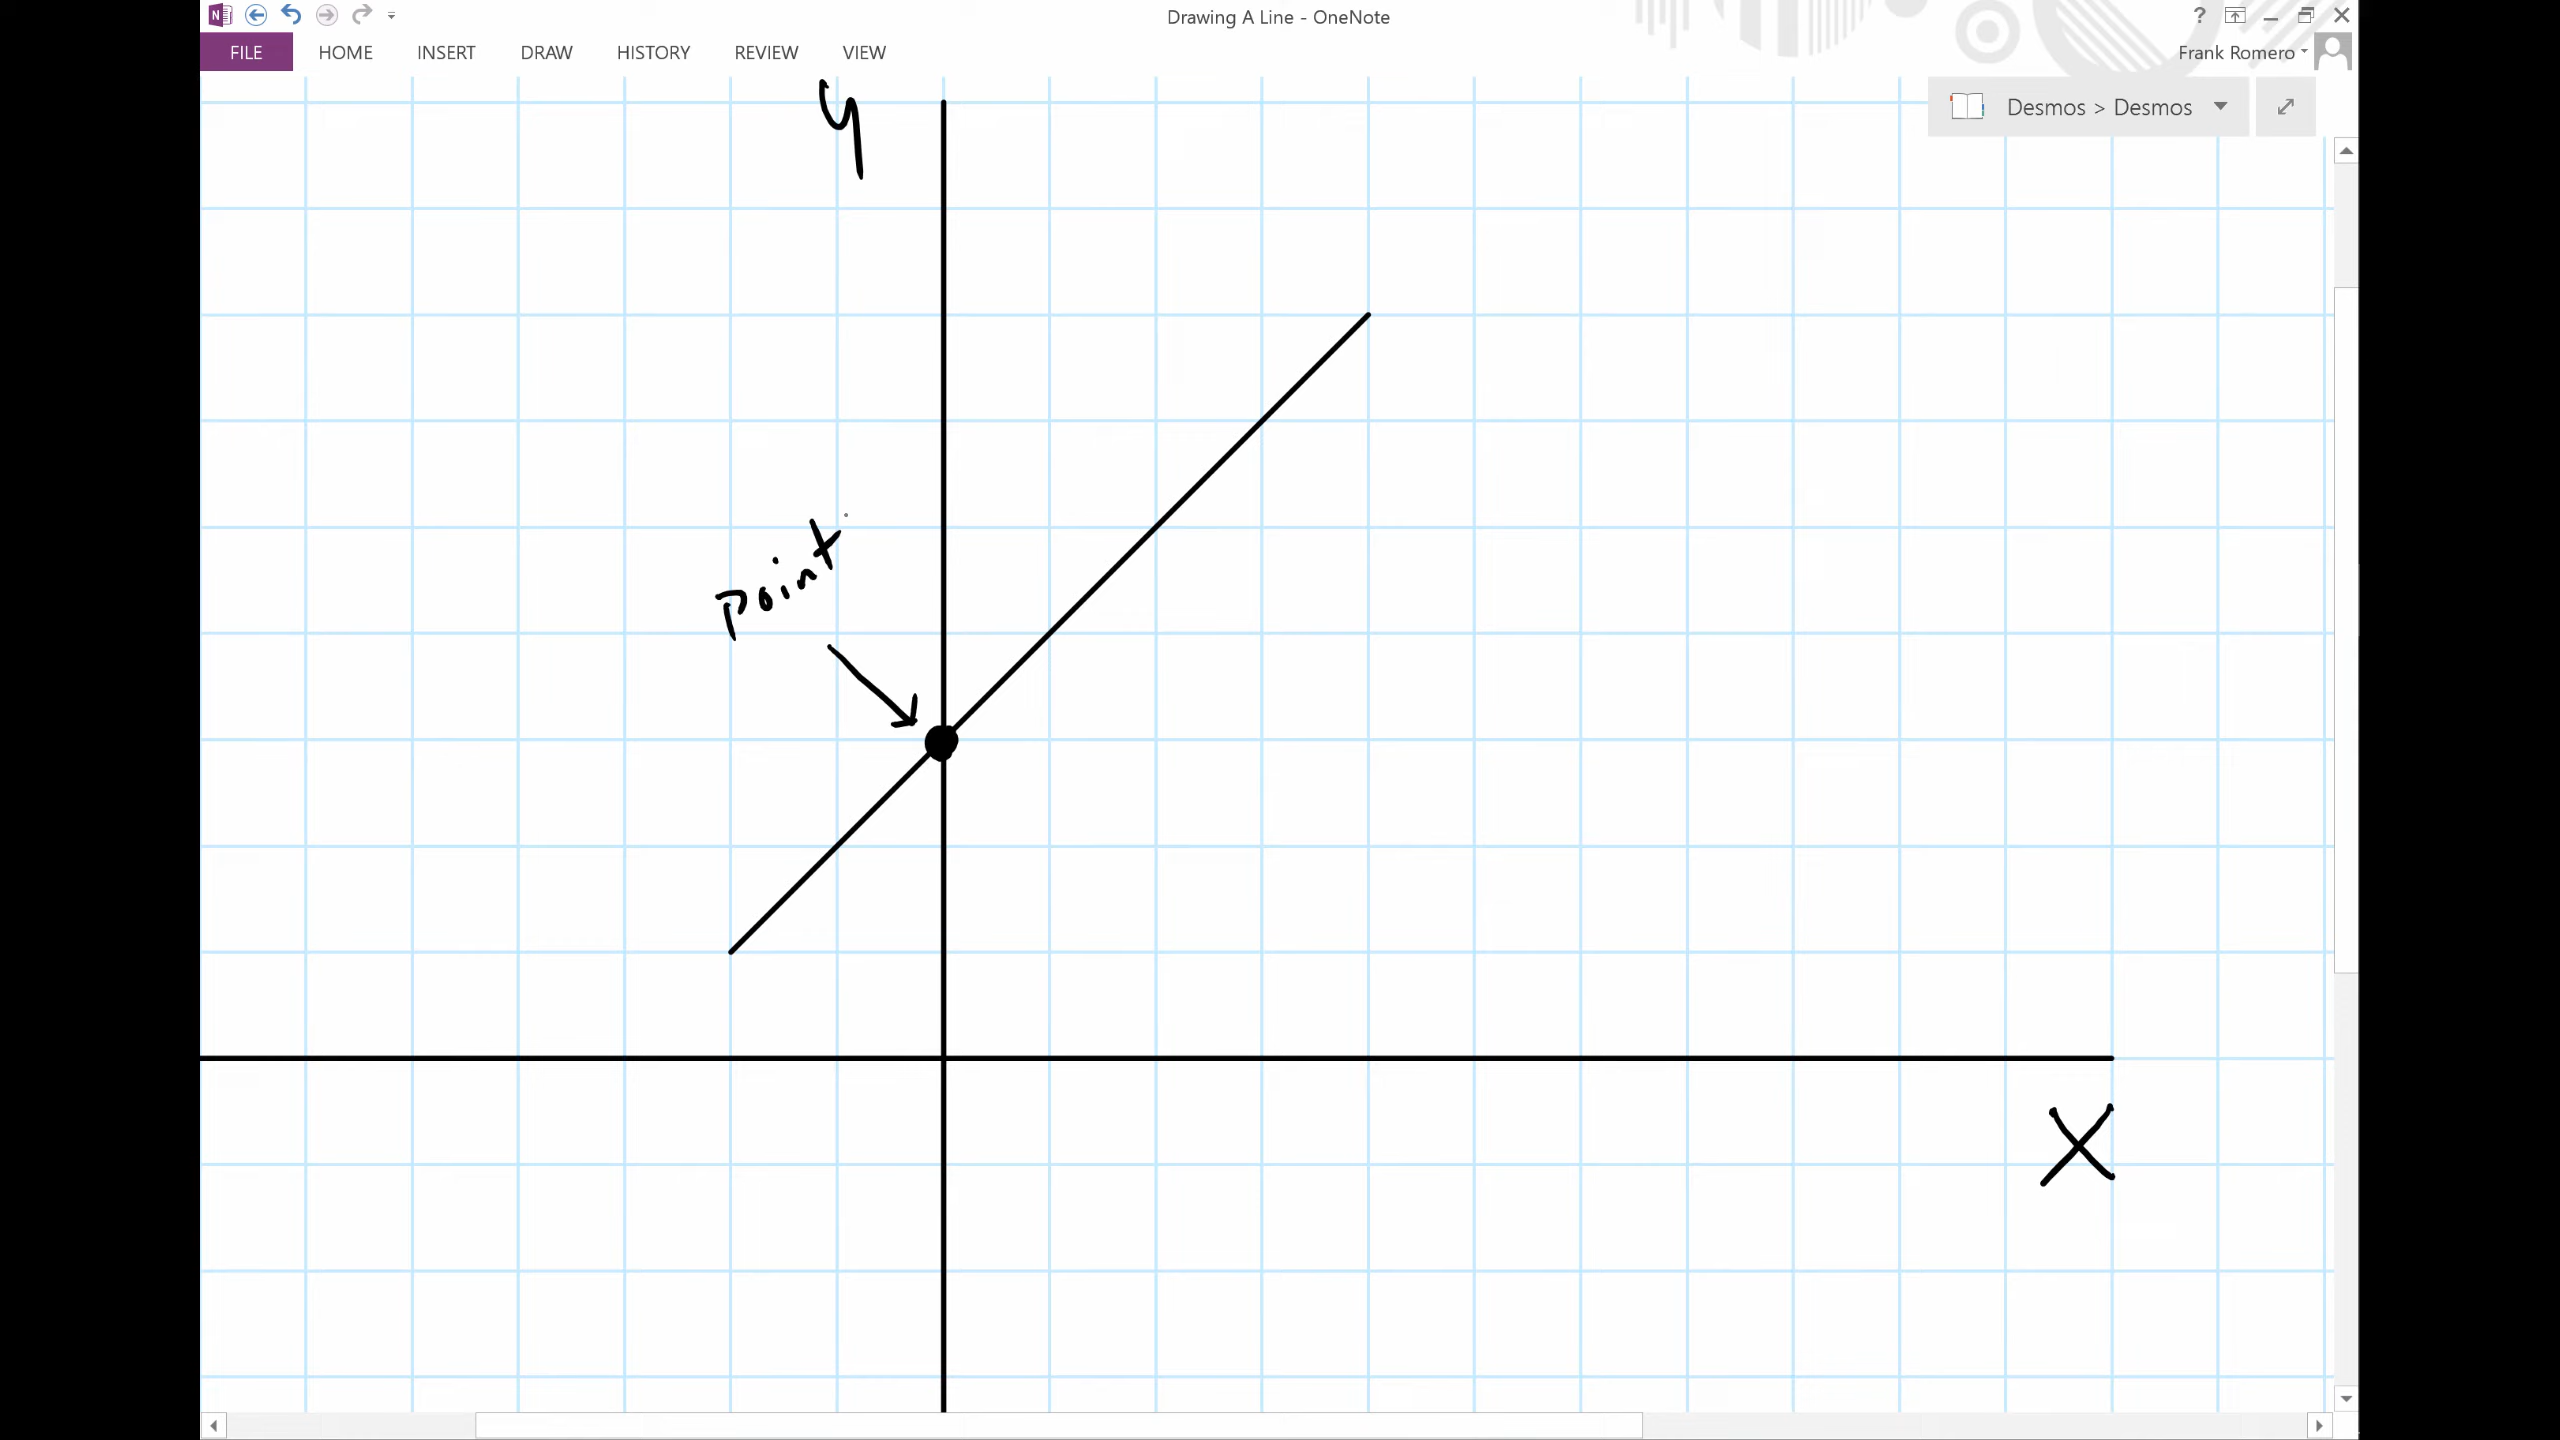 Drawing A Line - OneNote
?
FILE HOME INSERT DRAW HISTORY REVIEW VIEW
Frank Romero
Desmos > Desmos
y
point
X